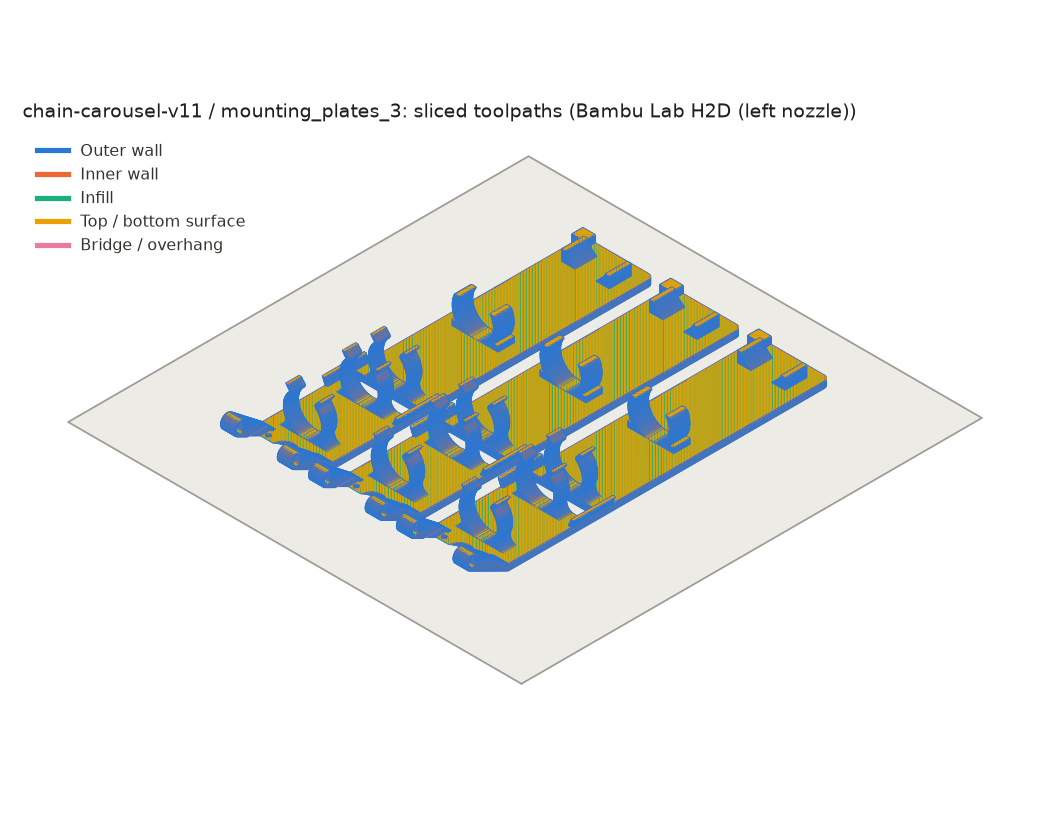 chain-carousel-v11 / mounting_plates_3: sliced toolpaths (Bambu Lab H2D (left nozzle))
Outer wall
Inner wall
Infill
Top / bottom surface
Bridge / overhang